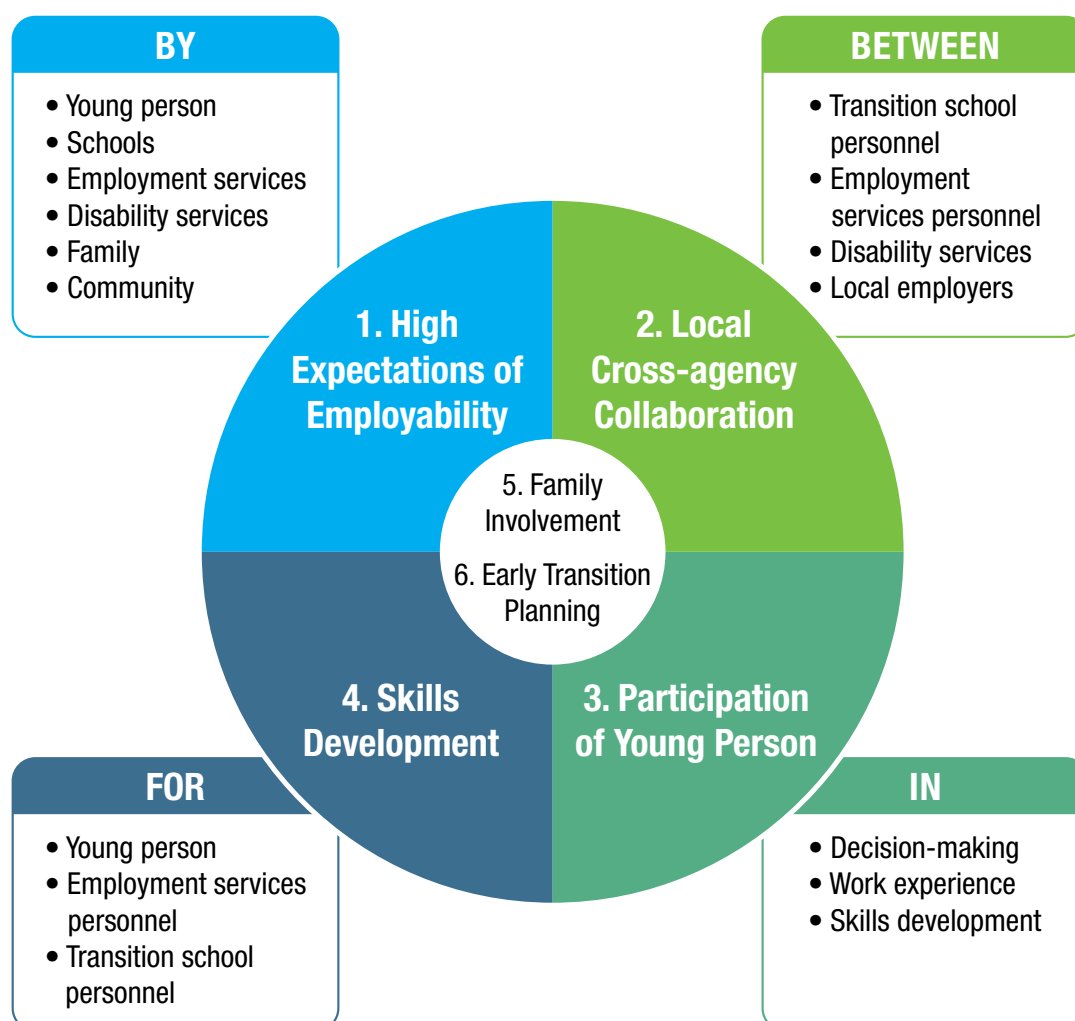 BY
• Young person
• Schools
• Employment services
• Disability services
• Family
• Community
BETWEEN
• Transition school
personnel
• Employment
services personnel
• Disability services
• Local employers
1. High
Expectations of
Employability
2. Local
Cross-agency
Collaboration
5. Family
Involvement
6. Early Transition
Planning
4. Skills
Development
3. Participation
of Young Person
FOR
• Young person
• Employment services
personnel
• Transition school
personnel
IN
• Decision-making
• Work experience
• Skills development